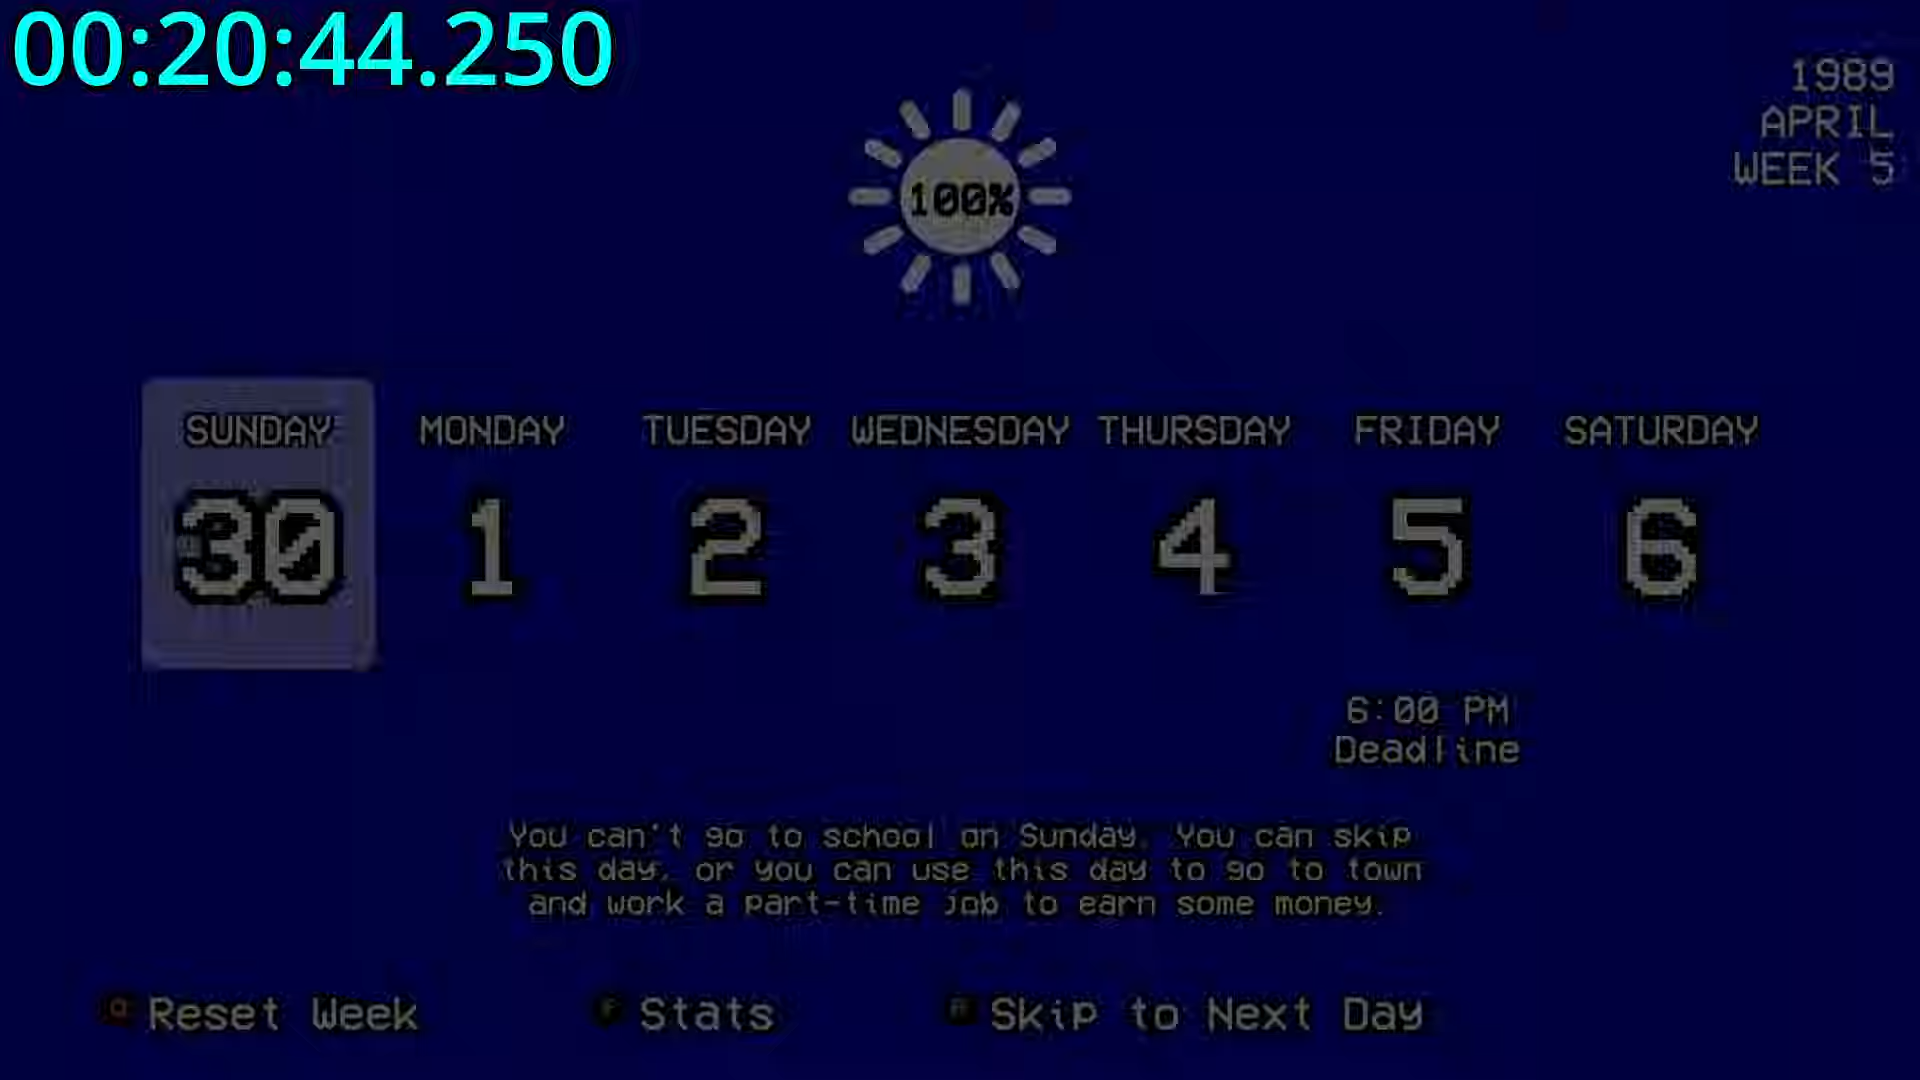 00:20:44.250
1989
APRIL
WEEK 5
100%
SUNDAY MONDAY TUESDAY WEDNESDAY THURSDAY FRIDAY SATURDAY
30 1 2 3 4 5 6
6:00 PM
Deadline
You can't go to school on Sunday. You can skip
this day, or you can use this day to go to town
and work a part-time job to earn some money.
Reset Week Stats Skip to Next Day